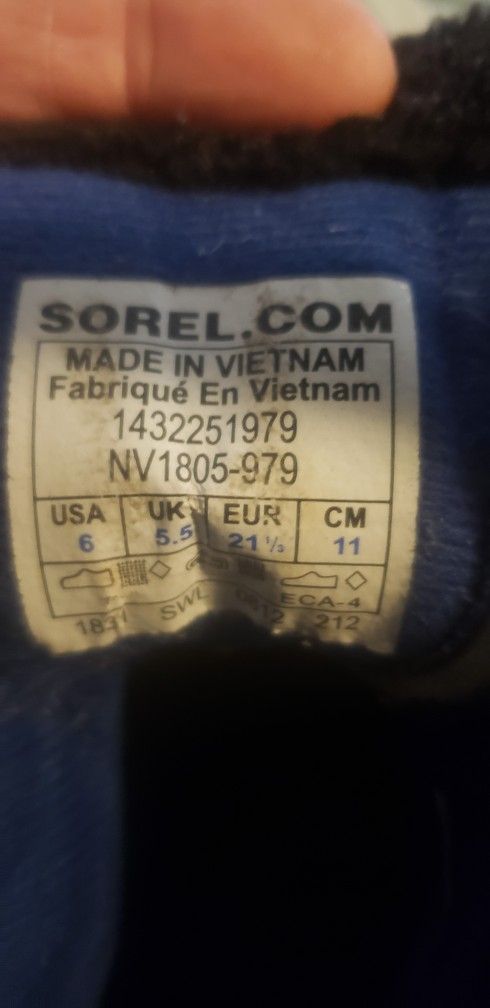 SOREL.COM
MADE IN VIETNAM
Fabriqué En Vietnam
1432251979
NV1805-979
USA UK EUR CM
6 5.5 21 ⅓ 11
ECA-4
SWL 212